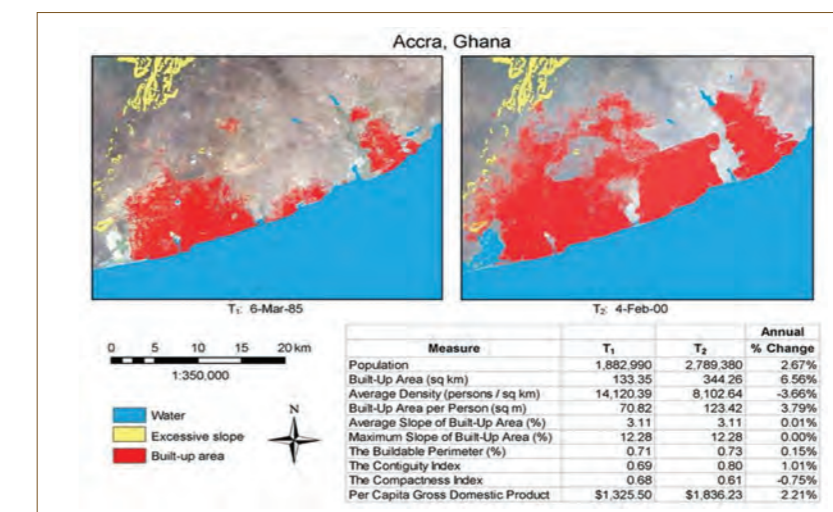 Accra, Ghana
T₁: 6-Mar-85
T₂: 4-Feb-00
0 5 10 15 20 km
1:350,000
Water
Excessive slope
Built-up area
N
Measure T₁ T₂ Annual % Change
Population 1,882,990 2,789,380 2.67%
Built-Up Area (sq km) 133.35 344.26 6.56%
Average Density (persons / sq km) 14,120.39 8,102.64 -3.66%
Built-Up Area per Person (sq m) 70.82 123.42 3.79%
Average Slope of Built-Up Area (%) 3.11 3.11 0.01%
Maximum Slope of Built-Up Area (%) 12.28 12.28 0.00%
The Buildable Perimeter (%) 0.71 0.73 0.15%
The Contiguity Index 0.69 0.80 1.01%
The Compactness Index 0.68 0.61 -0.75%
Per Capita Gross Domestic Product $1,325.50 $1,836.23 2.21%